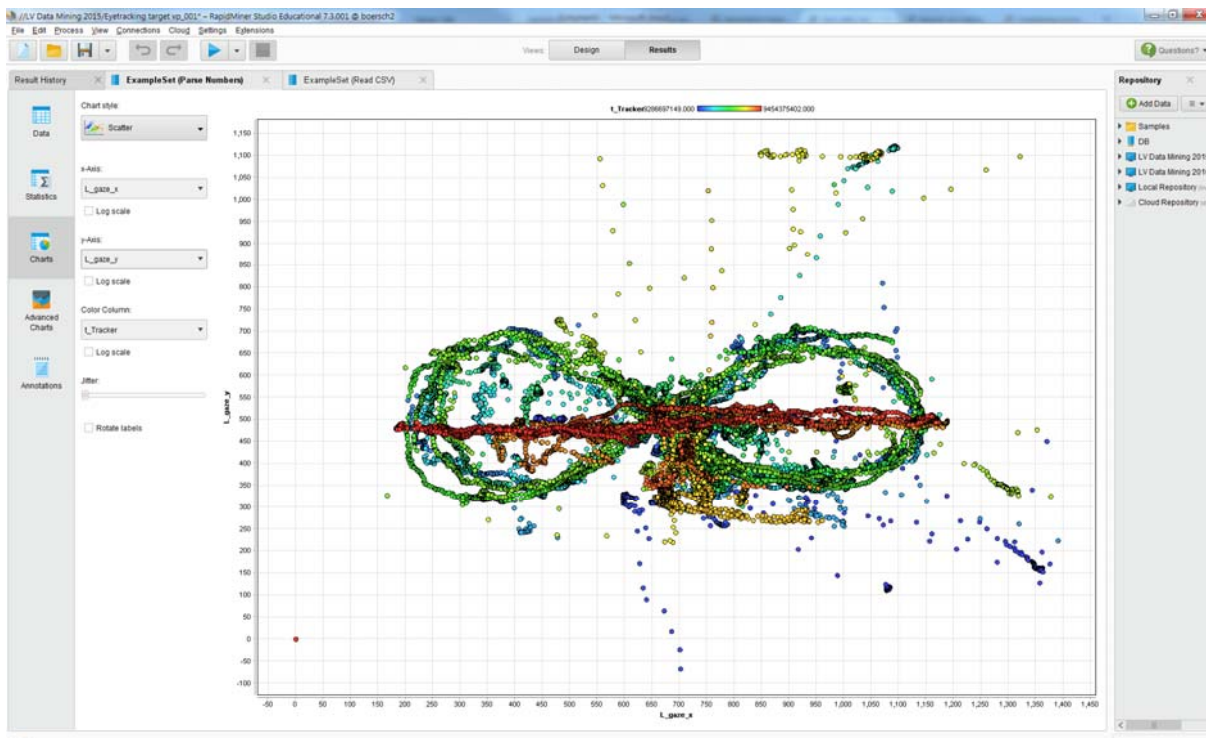 //LV Data Mining 2015/Eyetracking target vp_001* – RapidMiner Studio Educational 7.3.001 @ boersch2
File Edit Process View Connections Cloud Settings Extensions
Views: Design Results Questions?
Result History ExampleSet (Parse Numbers) ExampleSet (Read CSV) Repository
Data
Statistics
Charts
Advanced
Charts
Annotations
Chart style:
Scatter
x-Axis:
L_gaze_x
Log scale
y-Axis:
L_gaze_y
Log scale
Color Column:
t_Tracker
Log scale
Jitter:
Rotate labels
t_Tracker 9286697149.000 9454375402.000
1,150
1,100
1,050
1,000
950
900
850
800
750
700
650
600
550
500
450
400
350
300
250
200
150
100
50
0
-50
-100
L_gaze_y
-50 0 50 100 150 200 250 300 350 400 450 500 550 600 650 700 750 800 850 900 950 1,000 1,050 1,100 1,150 1,200 1,250 1,300 1,350 1,400 1,450
L_gaze_x
Add Data
Samples
DB
LV Data Mining 201
LV Data Mining 201
Local Repository
Cloud Repository